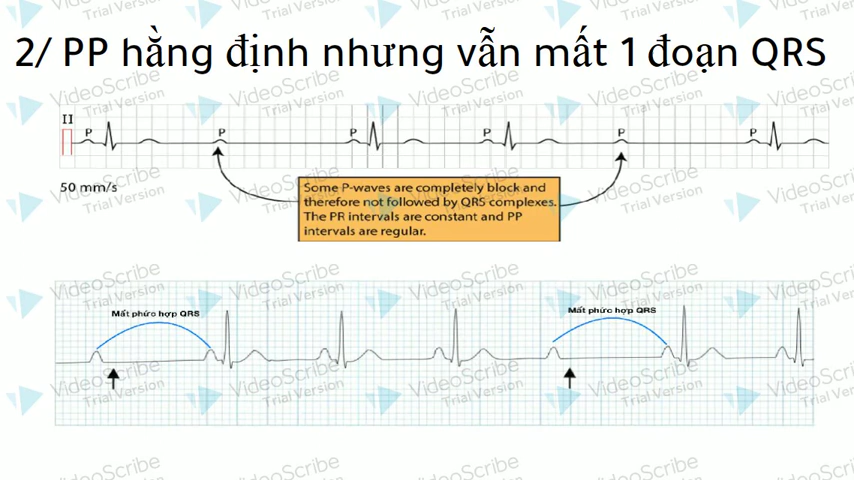 2/ PP hằng định nhưng vẫn mất 1 đoạn QRS
II
P P P P P P
50 mm/s
Some P-waves are completely block and
therefore not followed by QRS complexes.
The PR intervals are constant and PP
intervals are regular.
Mất phức hợp QRS Mất phức hợp QRS
VideoScribe
Trial Version